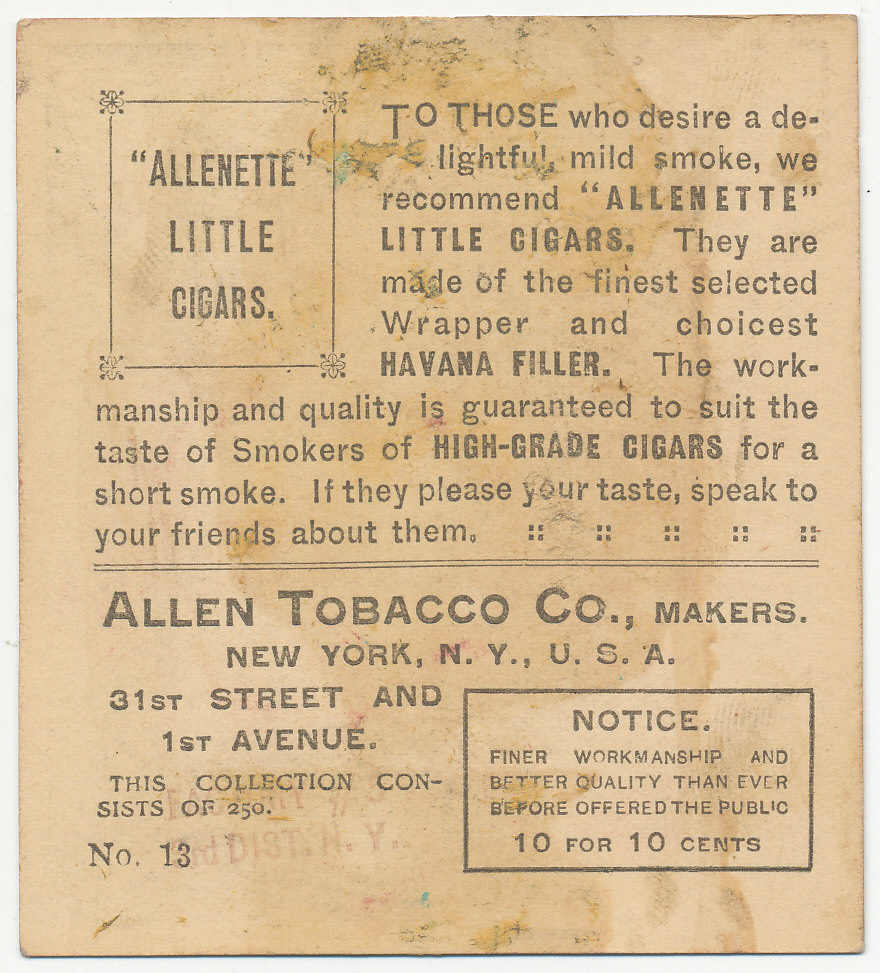 "ALLENETTE"
LITTLE
CIGARS.
TO THOSE who desire a de-
lightful, mild smoke, we
recommend "ALLENETTE"
LITTLE CIGARS. They are
made of the finest selected
Wrapper and choicest
HAVANA FILLER. The work-
manship and quality is guaranteed to suit the
taste of Smokers of HIGH-GRADE CIGARS for a
short smoke. If they please your taste, speak to
your friends about them. :: :: :: :: ::
ALLEN TOBACCO CO., MAKERS.
NEW YORK, N. Y., U. S. A.
31ST STREET AND
1ST AVENUE.
THIS COLLECTION CON-
SISTS OF 250.
No. 13
DIST. N. Y.
NOTICE.
FINER WORKMANSHIP AND
BETTER QUALITY THAN EVER
BEFORE OFFERED THE PUBLIC
10 FOR 10 CENTS